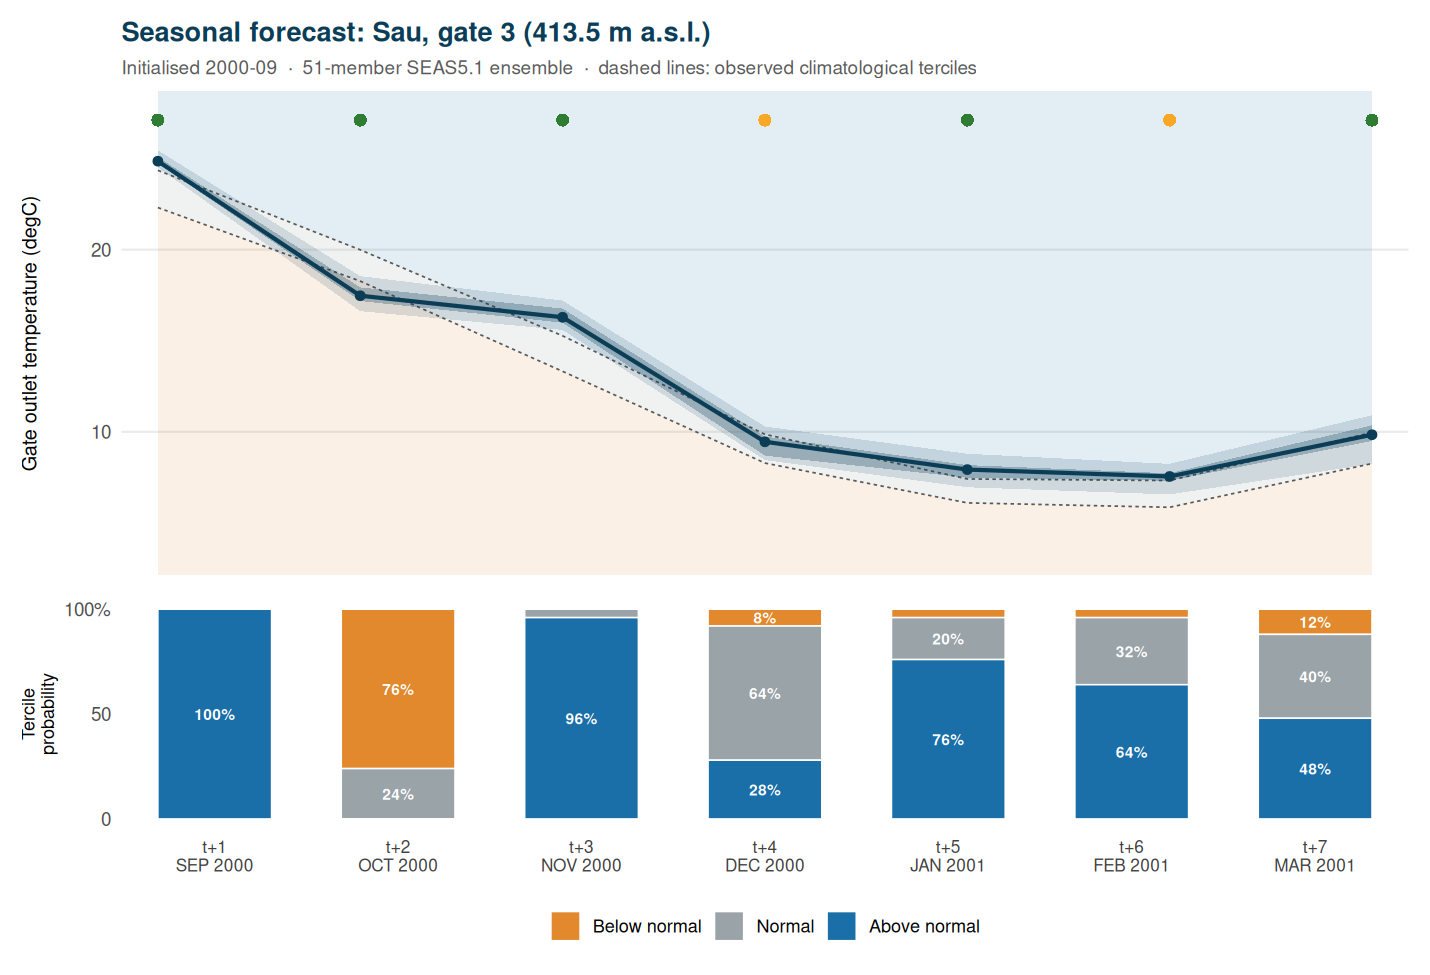 Seasonal forecast: Sau, gate 3 (413.5 m a.s.l.)
Initialised 2000-09 · 51-member SEAS5.1 ensemble · dashed lines: observed climatological terciles
Gate outlet temperature (degC)
20
10
Tercile
probability
100%
50
0
100%
76%
24%
96%
8%
64%
28%
20%
76%
32%
64%
12%
40%
48%
t+1
SEP 2000
t+2
OCT 2000
t+3
NOV 2000
t+4
DEC 2000
t+5
JAN 2001
t+6
FEB 2001
t+7
MAR 2001
Below normal
Normal
Above normal